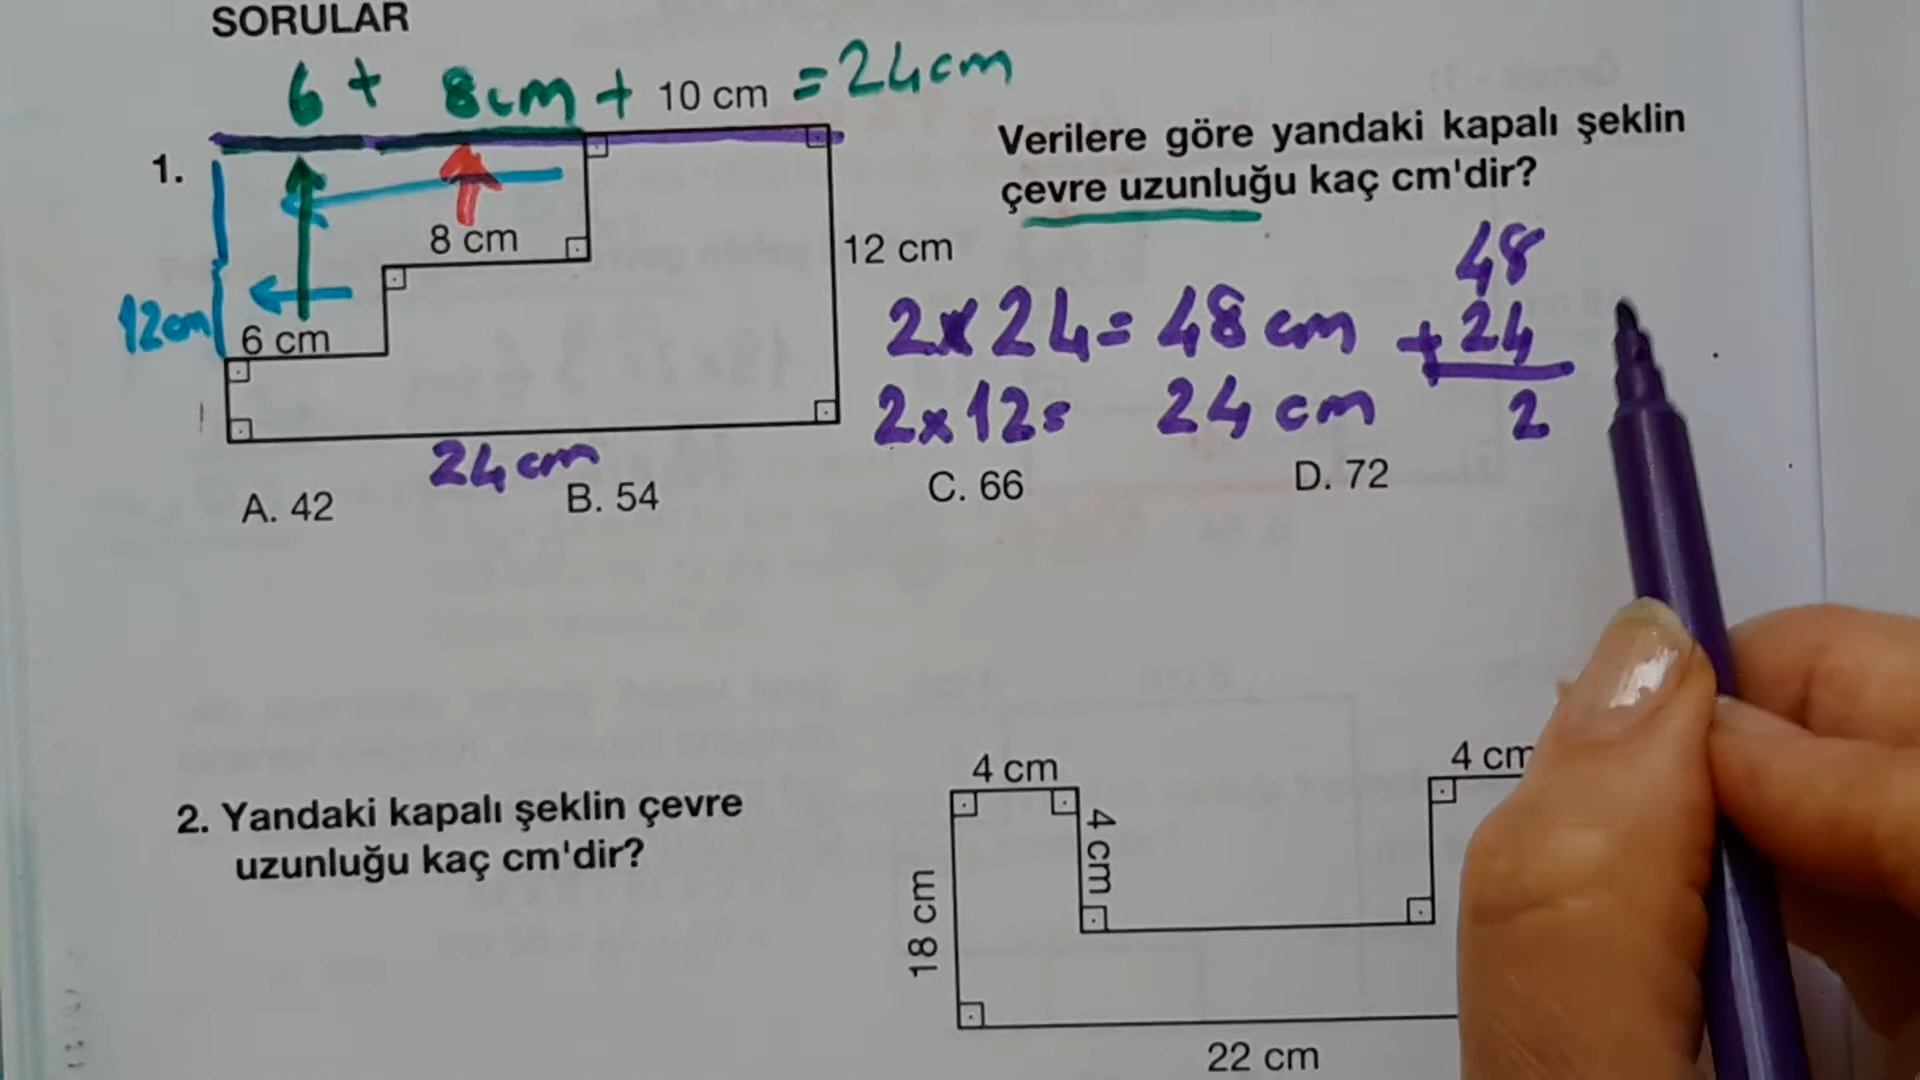 SORULAR
6 + 8cm + 10 cm = 24cm
1.
Verilere göre yandaki kapalı şeklin
çevre uzunluğu kaç cm'dir?
8 cm
12 cm
12cm
6 cm
24cm
2x24= 48 cm
2x12= 24 cm
48
+ 24
2
A. 42
B. 54
C. 66
D. 72
2. Yandaki kapalı şeklin çevre
uzunluğu kaç cm'dir?
4 cm
4 cm
4 cm
18 cm
22 cm